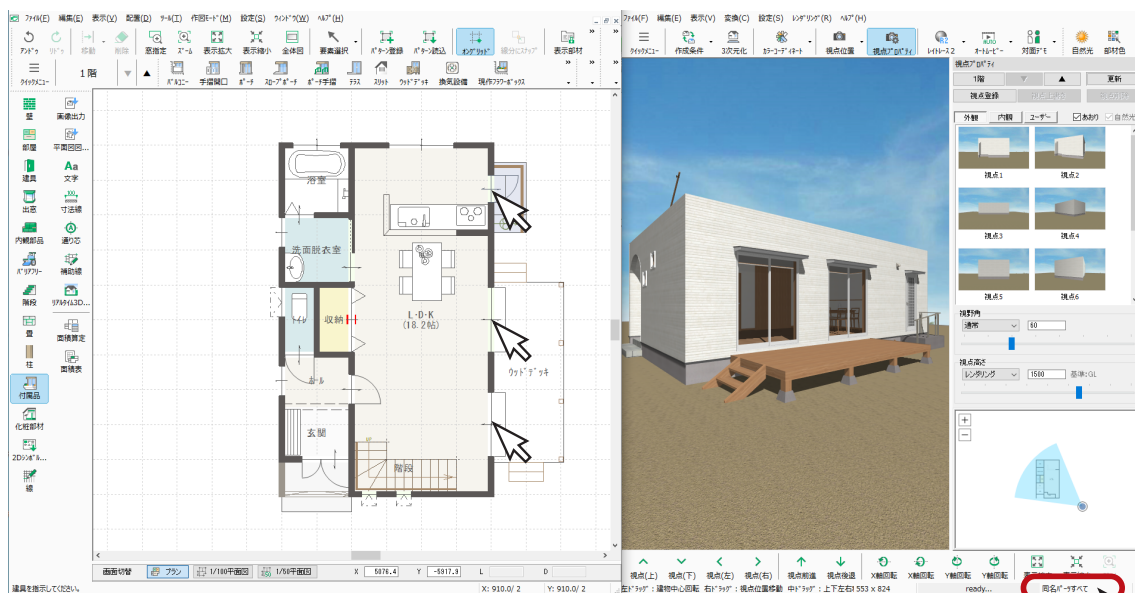 ﾌｧｲﾙ(F) 編集(E) 表示(V) 配置(D) ﾂｰﾙ(T) 作図ﾓｰﾄﾞ(M) 設定(S) ｳｨﾝﾄﾞｳ(W) ﾍﾙﾌﾟ(H)
ｱﾝﾄﾞｩ ﾘﾄﾞｩ 移動 削除 窓指定 ｽﾞｰﾑ 表示拡大 表示縮小 全体図 要素選択 ﾊﾟﾀｰﾝ登録 ﾊﾟﾀｰﾝ読込 ｵﾝｸﾞﾘｯﾄﾞ 線分にｽﾅｯﾌﾟ 表示部材
ｸｲｯｸﾒﾆｭｰ 1 階 ▼ ▲ ﾊﾞﾙｺﾆｰ 手摺開口 ﾎﾟｰﾁ ｽﾛｰﾌﾟﾎﾟｰﾁ ﾎﾟｰﾁ手摺 ﾃﾗｽ ｽﾘｯﾄ ｳｯﾄﾞﾃﾞｯｷ 換気設備 現作ﾌﾗﾜｰﾎﾞｯｸｽ
壁 画像出力
部屋 平面図図...
建具 文字
Aa
出窓 寸法線
100
内観部品 通り芯
ﾊﾞﾘｱﾌﾘｰ 補助線
階段 ﾘｱﾙﾀｲﾑ3D...
畳 面積算定
柱 面積表
付属品
化粧部材
2Dｼﾝﾎﾞﾙ...
線
浴室
洗面脱衣室
ﾄｲﾚ 収納
L・D・K
(18.2帖)
ｳｯﾄﾞﾃﾞｯｷ
ﾎｰﾙ
玄関
UP
階段
画面切替 ﾌﾟﾗﾝ 1/100平面図 1/50平面図 X 5076.4 Y -5917.9 L D
建具を指示してください。 X: 910.0/ 2 Y: 910.0/ 2
ﾌｧｲﾙ(F) 編集(E) 表示(V) 変換(C) 設定(S) ﾚﾝﾀﾞﾘﾝｸﾞ(R) ﾍﾙﾌﾟ(H)
ｸｲｯｸﾒﾆｭｰ 作成条件 3次元化 ｶﾗｰｺｰﾃﾞｨﾈｰﾄ 視点位置 視点ﾌﾟﾛﾊﾟﾃｨ ﾚｲﾄﾚｰｽ2 ｵｰﾄﾑｰﾋﾞｰ 対面ﾃﾞﾓ 自然光 部材色
視点ﾌﾟﾛﾊﾟﾃｨ
1階 ▼ ▲ 更新
視点登録
外観 内観 ﾕｰｻﾞｰ あおり 自然光
視点1 視点2
視点3 視点4
視点5 視点6
視野角
通常 60
視点高さ
ﾚﾝﾀﾞﾘﾝｸﾞ 1500 基準:GL
視点(上) 視点(下) 視点(左) 視点(右) 視点前進 視点後退 X軸回転 X軸回転 Y軸回転 Y軸回転
左ﾄﾞﾗｯｸﾞ：建物中心回転 右ﾄﾞﾗｯｸﾞ：視点位置移動 中ﾄﾞﾗｯｸﾞ：上下左右 553 x 824 ready... 同名ﾊﾟｰﾂすべて